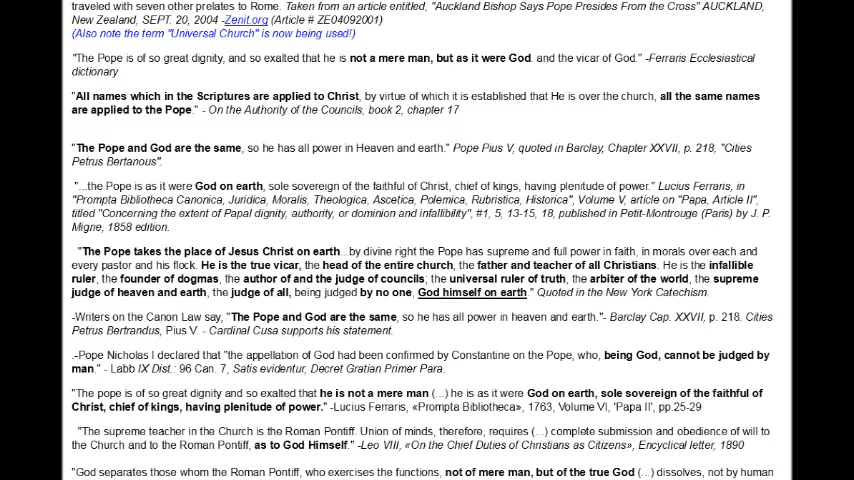 traveled with seven other prelates to Rome. Taken from an article entitled, "Auckland Bishop Says Pope Presides From the Cross" AUCKLAND,
New Zealand, SEPT. 20, 2004 -Zenit.org (Article # ZE04092001)
(Also note the term "Universal Church" is now being used!)
"The Pope is of so great dignity, and so exalted that he is not a mere man, but as it were God. and the vicar of God." -Ferraris Ecclesiastical
dictionary
"All names which in the Scriptures are applied to Christ, by virtue of which it is established that He is over the church, all the same names
are applied to the Pope." - On the Authority of the Councils, book 2, chapter 17
"The Pope and God are the same, so he has all power in Heaven and earth." Pope Pius V, quoted in Barclay, Chapter XXVII, p. 218, "Cities
Petrus Bertanous".
"...the Pope is as it were God on earth, sole sovereign of the faithful of Christ, chief of kings, having plenitude of power." Lucius Ferraris, in
"Prompta Bibliotheca Canonica, Juridica, Moralis, Theologica, Ascetica, Polemica, Rubristica, Historica", Volume V, article on "Papa, Article II",
titled "Concerning the extent of Papal dignity, authority, or dominion and infallibility", #1, 5, 13-15, 18, published in Petit-Montrouge (Paris) by J. P.
Migne, 1858 edition.
"The Pope takes the place of Jesus Christ on earth...by divine right the Pope has supreme and full power in faith, in morals over each and
every pastor and his flock. He is the true vicar, the head of the entire church, the father and teacher of all Christians. He is the infallible
ruler, the founder of dogmas, the author of and the judge of councils; the universal ruler of truth, the arbiter of the world, the supreme
judge of heaven and earth, the judge of all, being judged by no one, God himself on earth." Quoted in the New York Catechism.
-Writers on the Canon Law say, "The Pope and God are the same, so he has all power in heaven and earth."- Barclay Cap. XXVII, p. 218. Cities
Petrus Bertrandus, Pius V. - Cardinal Cusa supports his statement.
.-Pope Nicholas I declared that "the appellation of God had been confirmed by Constantine on the Pope, who, being God, cannot be judged by
man." - Labb IX Dist.: 96 Can. 7, Satis evidentur, Decret Gratian Primer Para.
"The pope is of so great dignity and so exalted that he is not a mere man (...) he is as it were God on earth, sole sovereign of the faithful of
Christ, chief of kings, having plenitude of power." -Lucius Ferraris, «Prompta Bibliotheca», 1763, Volume VI, 'Papa II', pp.25-29
"The supreme teacher in the Church is the Roman Pontiff. Union of minds, therefore, requires (...) complete submission and obedience of will to
the Church and to the Roman Pontiff, as to God Himself." -Leo VIII, «On the Chief Duties of Christians as Citizens», Encyclical letter, 1890
"God separates those whom the Roman Pontiff, who exercises the functions, not of mere man, but of the true God (...) dissolves, not by human